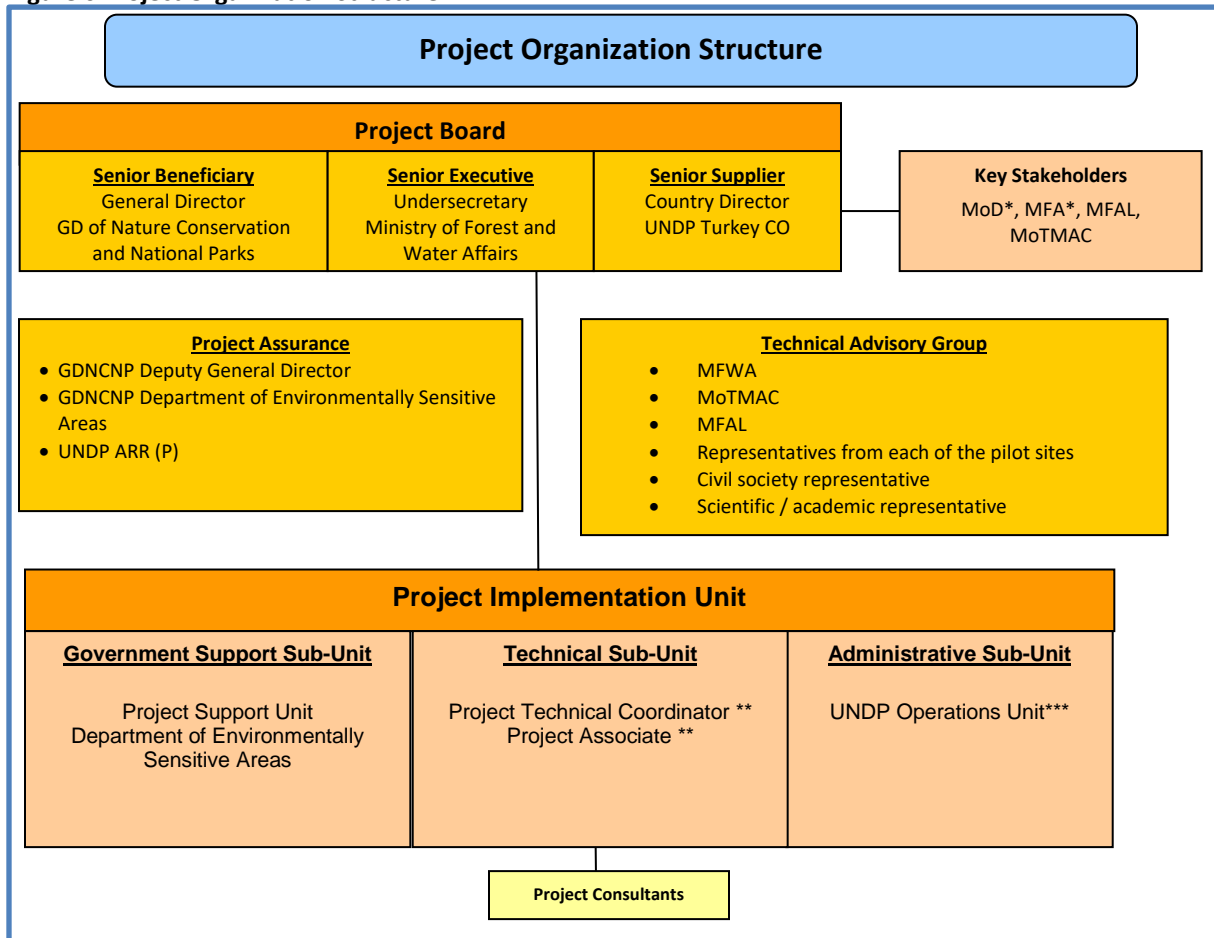 Project Organization Structure
Project Board
Senior Beneficiary
General Director
GD of Nature Conservation
and National Parks
Senior Executive
Undersecretary
Ministry of Forest and
Water Affairs
Senior Supplier
Country Director
UNDP Turkey CO
Key Stakeholders
MoD*, MFA*, MFAL,
MoTMAC
Project Assurance
• GDNCNP Deputy General Director
• GDNCNP Department of Environmentally Sensitive
Areas
• UNDP ARR (P)
Technical Advisory Group
• MFWA
• MoTMAC
• MFAL
• Representatives from each of the pilot sites
• Civil society representative
• Scientific / academic representative
Project Implementation Unit
Government Support Sub-Unit
Project Support Unit
Department of Environmentally
Sensitive Areas
Technical Sub-Unit
Project Technical Coordinator **
Project Associate **
Administrative Sub-Unit
UNDP Operations Unit***
Project Consultants